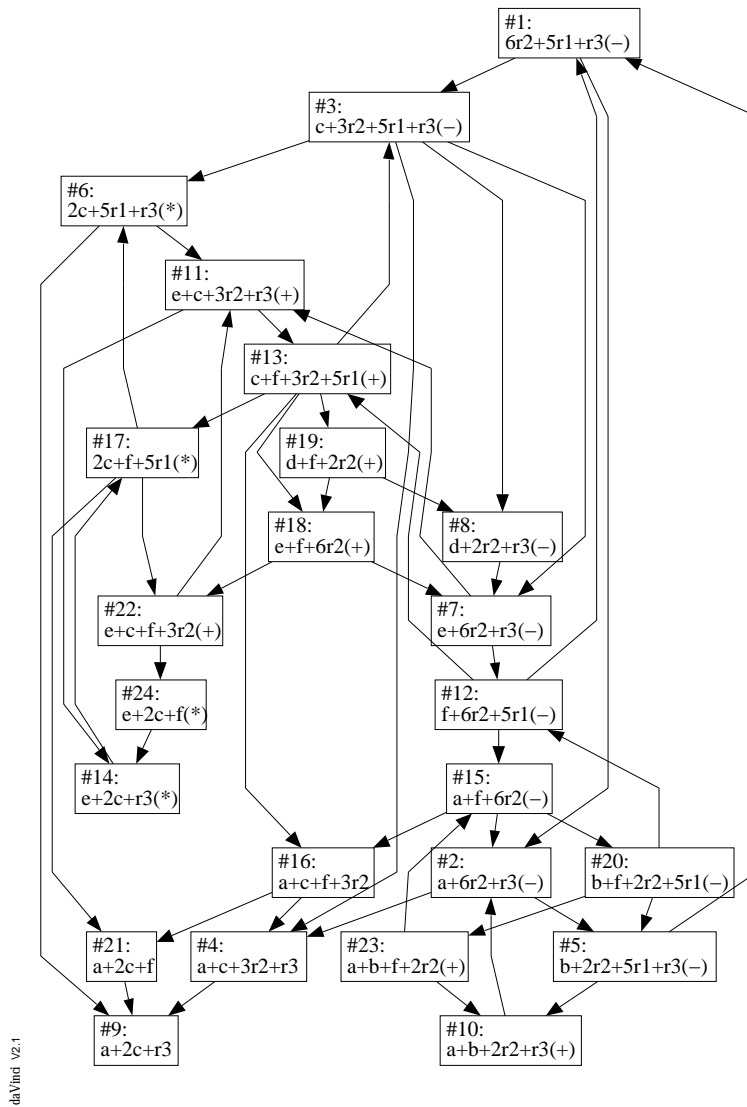 #1:
6r2+5r1+r3(−)
#3:
c+3r2+5r1+r3(−)
#6:
2c+5r1+r3(*)
#11:
e+c+3r2+r3(+)
#13:
c+f+3r2+5r1(+)
#17:
2c+f+5r1(*)
#19:
d+f+2r2(+)
#18:
e+f+6r2(+)
#8:
d+2r2+r3(−)
#22:
e+c+f+3r2(+)
#7:
e+6r2+r3(−)
#24:
e+2c+f(*)
#12:
f+6r2+5r1(−)
#14:
e+2c+r3(*)
#15:
a+f+6r2(−)
#16:
a+c+f+3r2
#2:
a+6r2+r3(−)
#20:
b+f+2r2+5r1(−)
#21:
a+2c+f
#4:
a+c+3r2+r3
#23:
a+b+f+2r2(+)
#5:
b+2r2+5r1+r3(−)
#9:
a+2c+r3
#10:
a+b+2r2+r3(+)
daVinci V2.1